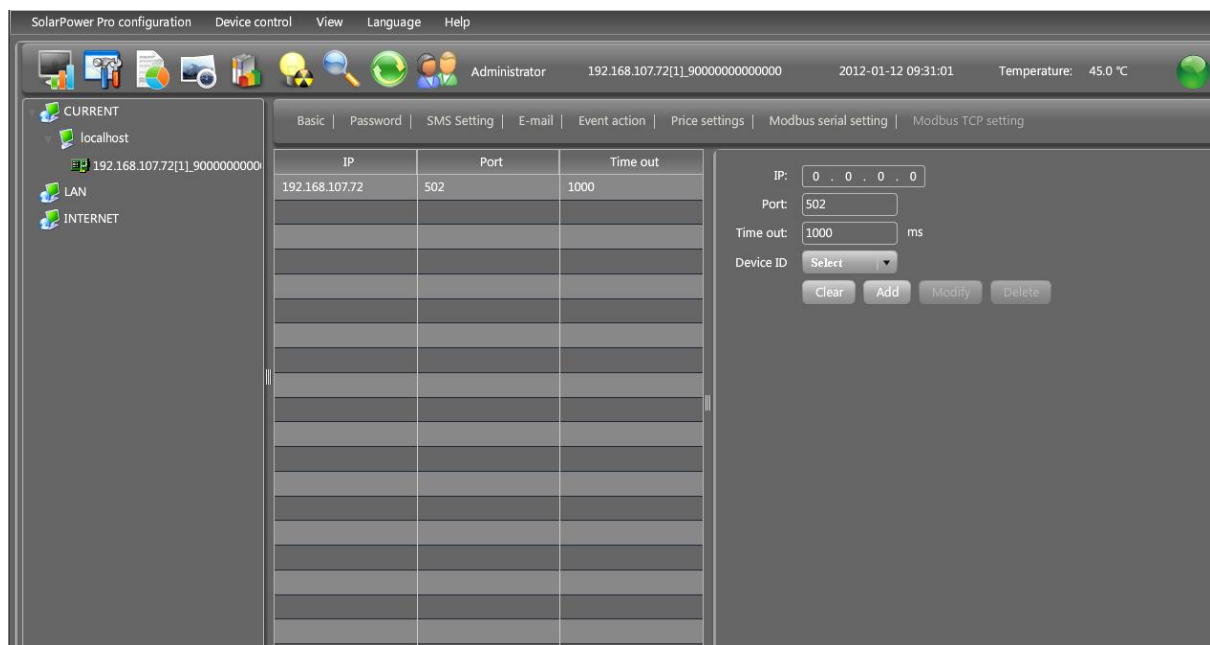 SolarPower Pro configuration Device control View Language Help
Administrator 192.168.107.72[1]_90000000000000 2012-01-12 09:31:01 Temperature: 45.0 ℃
CURRENT
localhost
192.168.107.72[1]_9000000000
LAN
INTERNET
Basic | Password | SMS Setting | E-mail | Event action | Price settings | Modbus serial setting | Modbus TCP setting
IP Port Time out
192.168.107.72 502 1000
IP: 0 . 0 . 0 . 0
Port: 502
Time out: 1000 ms
Device ID Select
Clear Add Modify Delete